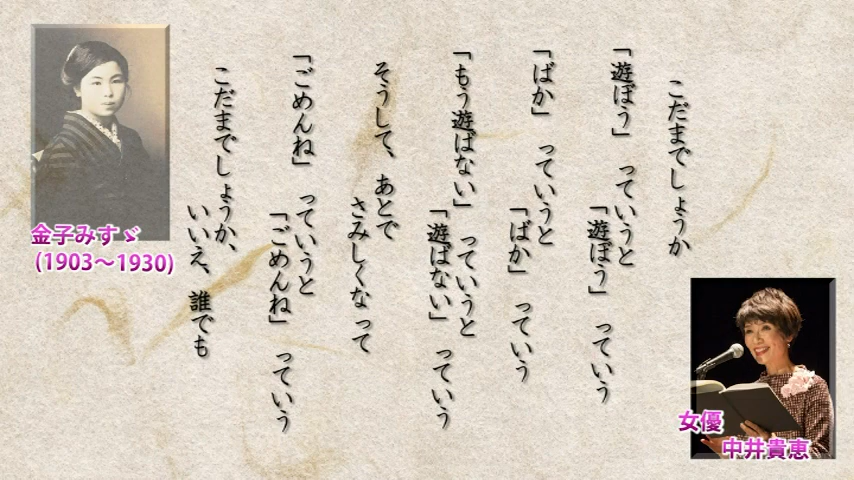 こだまでしょうか
「遊ぼう」っていうと
「遊ぼう」っていう
「ばか」っていうと
「ばか」っていう
「もう遊ばない」っていうと
「遊ばない」っていう
そうして、あとで
さみしくなって
「ごめんね」っていうと
「ごめんね」っていう
こだまでしょうか、
いいえ、誰でも
金子みすゞ
(1903～1930)
女優
中井貴恵